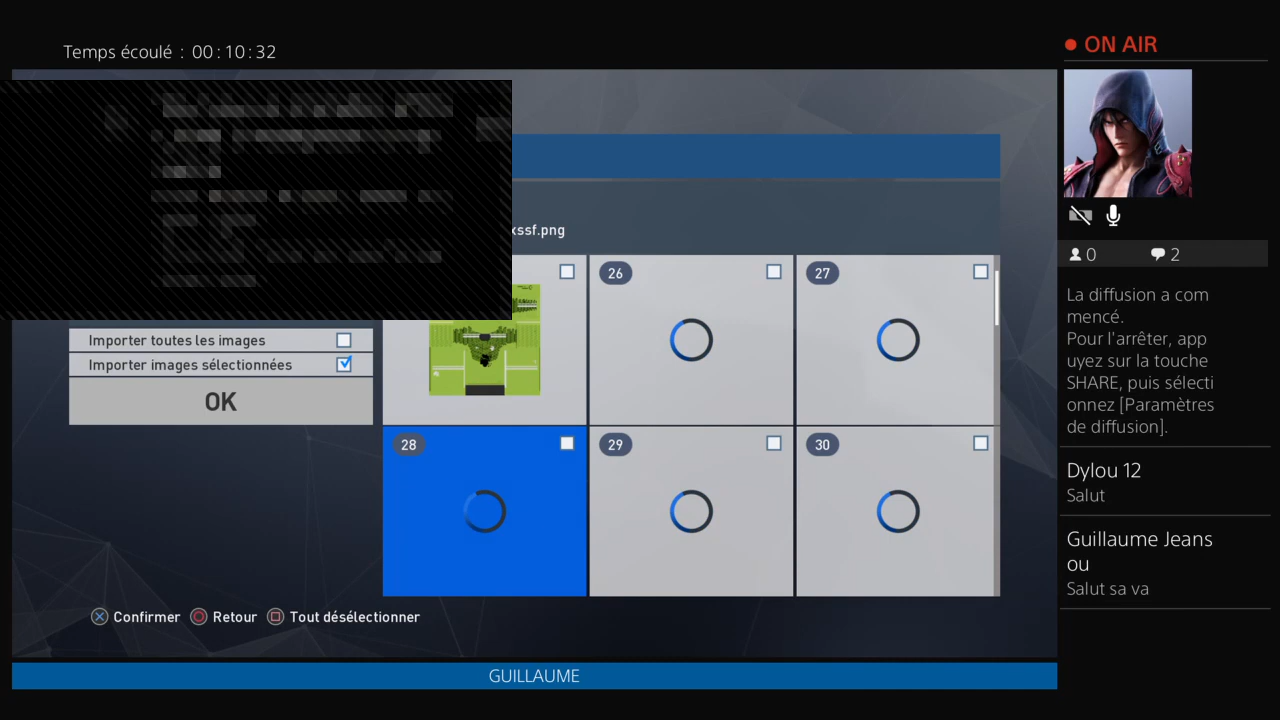 Temps écoulé : 00:10:32
ON AIR
xssf.png
26
27
Importer toutes les images
Importer images sélectionnées
OK
28
29
30
Confirmer
Retour
Tout désélectionner
GUILLAUME
0
2
La diffusion a com
mencé.
Pour l'arrêter, app
uyez sur la touche
SHARE, puis sélecti
onnez [Paramètres
de diffusion].
Dylou 12
Salut
Guillaume Jeans
ou
Salut sa va